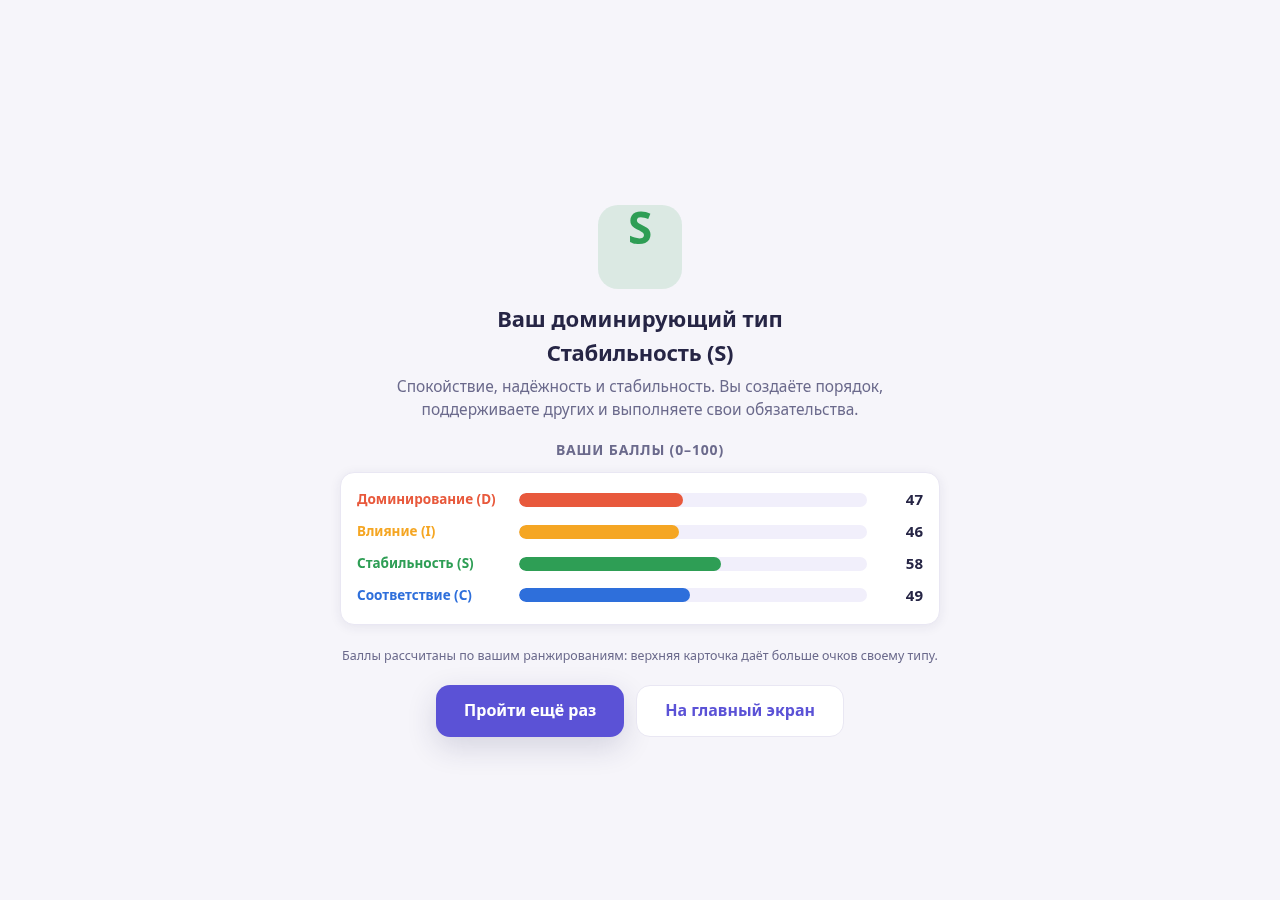 S
Ваш доминирующий тип
Стабильность (S)
Спокойствие, надёжность и стабильность. Вы создаёте порядок,
поддерживаете других и выполняете свои обязательства.
ВАШИ БАЛЛЫ (0–100)
Доминирование (D) 47
Влияние (I) 46
Стабильность (S) 58
Соответствие (C) 49
Баллы рассчитаны по вашим ранжированиям: верхняя карточка даёт больше очков своему типу.
Пройти ещё раз На главный экран